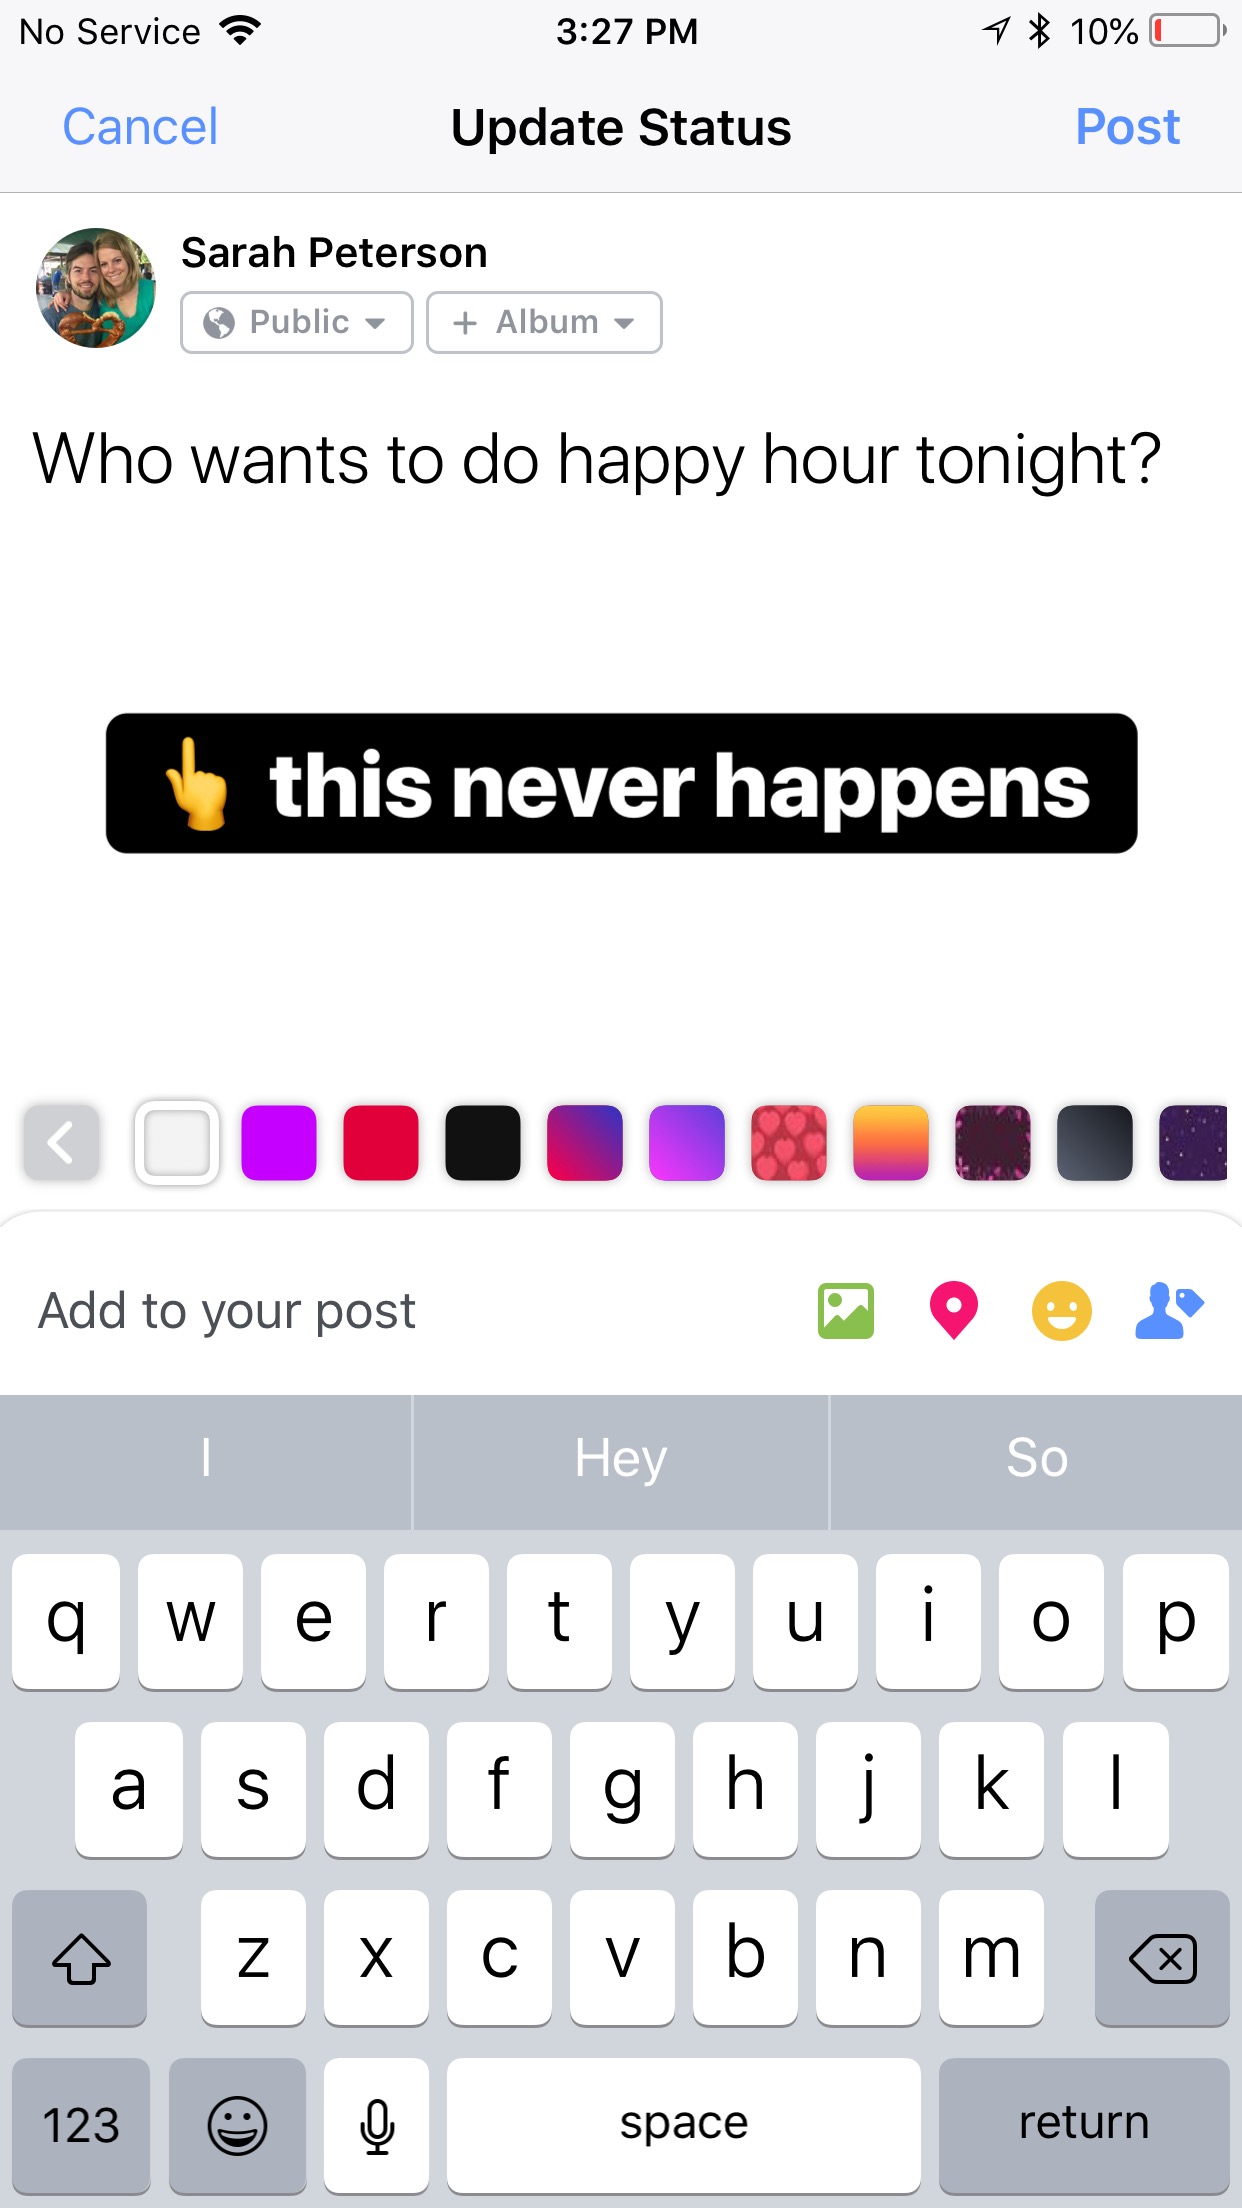 No Service 3:27 PM 10%
Cancel Update Status Post
Sarah Peterson
Public + Album
Who wants to do happy hour tonight?
👆 this never happens
Add to your post
I Hey So
q w e r t y u i o p
a s d f g h j k l
z x c v b n m
123 space return